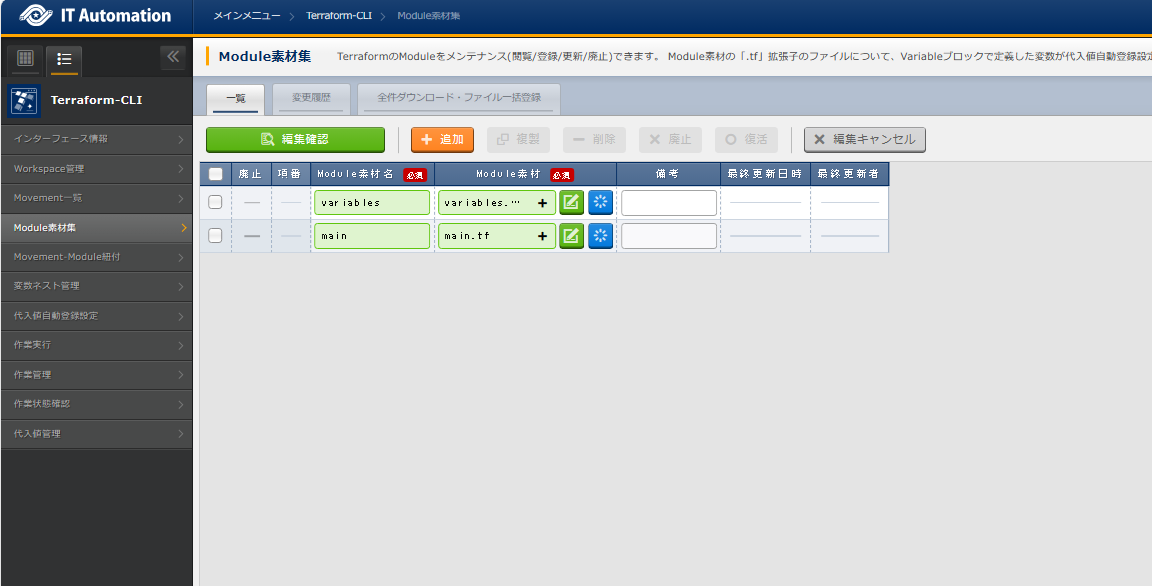 IT Automation
メインメニュー
Terraform-CLI
Module素材集
Module素材集
TerraformのModuleをメンテナンス(閲覧/登録/更新/廃止)できます。 Module素材の「.tf」拡張子のファイルについて、Variableブロックで定義した変数が代入値自動登録設定
Terraform-CLI
インターフェース情報
Workspace管理
Movement一覧
Module素材集
Movement-Module紐付
変数ネスト管理
代入値自動登録設定
作業実行
作業管理
作業状態確認
代入値管理
一覧 変更履歴 全件ダウンロード・ファイル一括登録
編集確認 追加 複製 削除 廃止 復活 編集キャンセル
廃止 項番 Module素材名 必須 Module素材 必須 備考 最終更新日時 最終更新者
variables variables.…
main main.tf